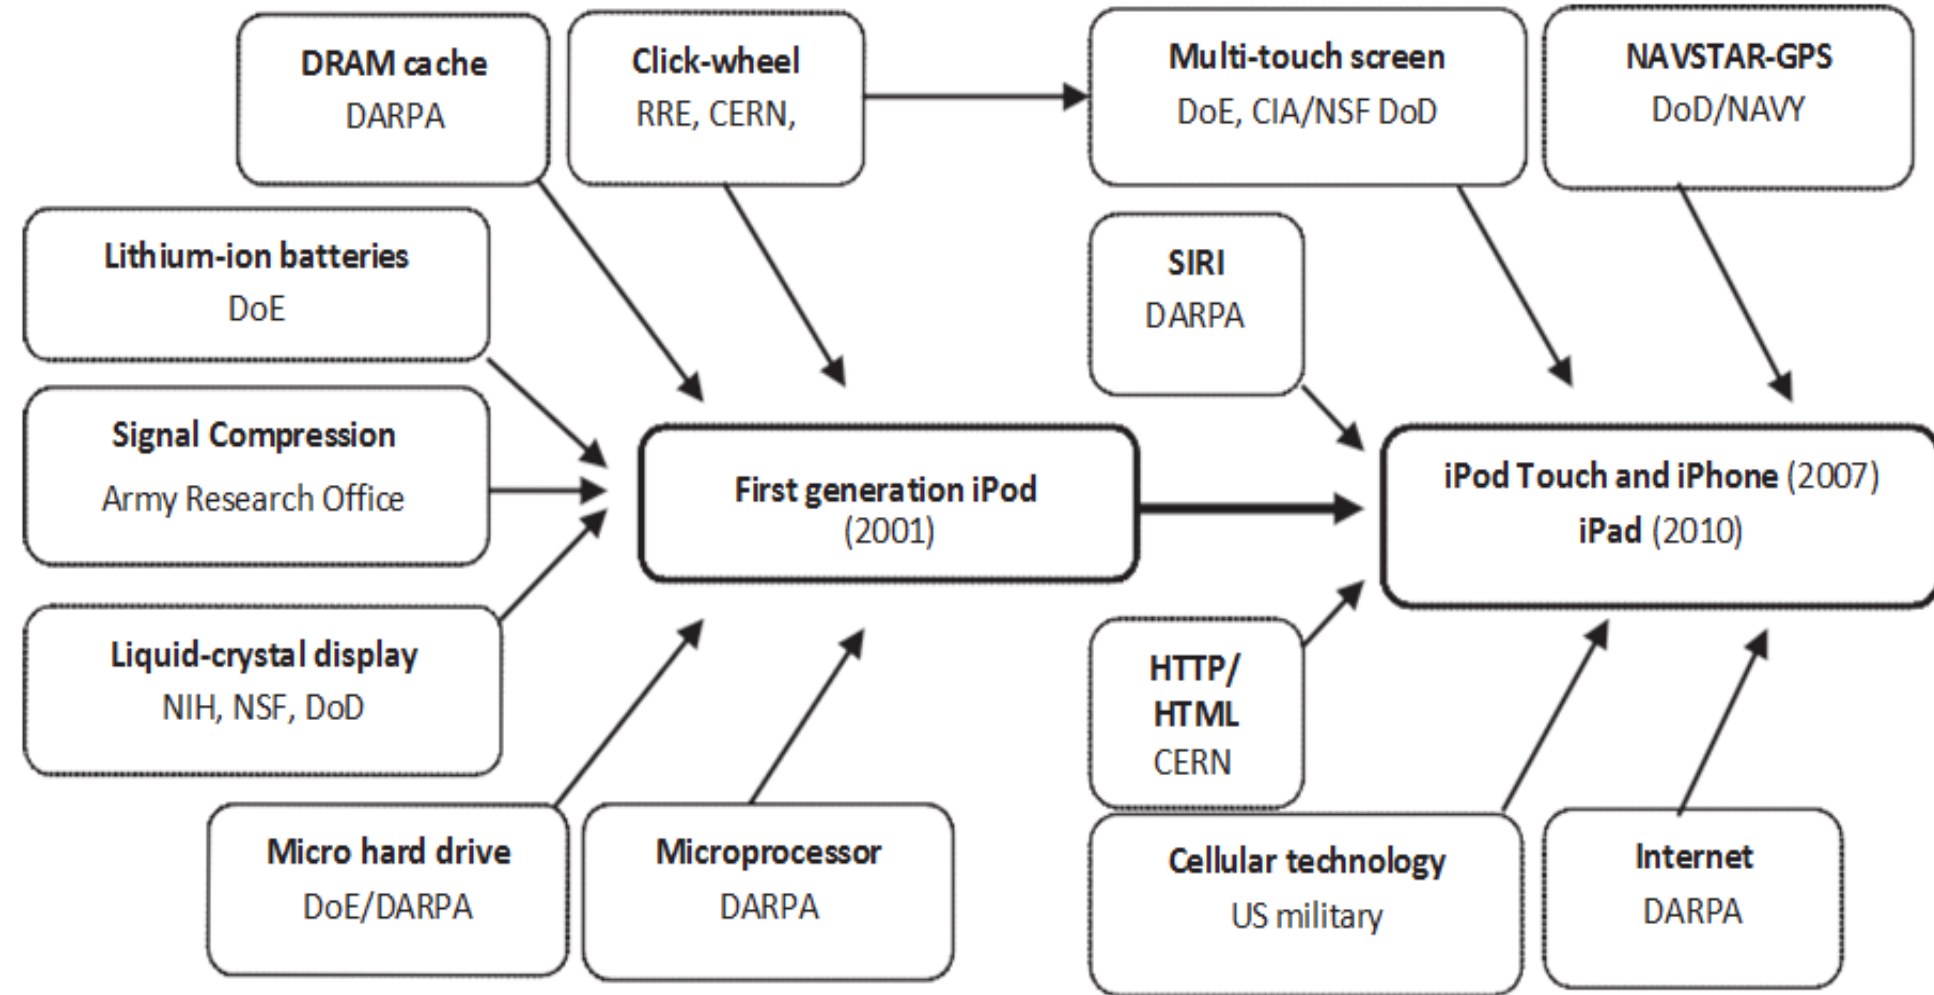 DRAM cache
DARPA
Click-wheel
RRE, CERN,
Multi-touch screen
DoE, CIA/NSF DoD
NAVSTAR-GPS
DoD/NAVY
Lithium-ion batteries
DoE
SIRI
DARPA
Signal Compression
Army Research Office
First generation iPod
(2001)
iPod Touch and iPhone (2007)
iPad (2010)
Liquid-crystal display
NIH, NSF, DoD
HTTP/
HTML
CERN
Micro hard drive
DoE/DARPA
Microprocessor
DARPA
Cellular technology
US military
Internet
DARPA